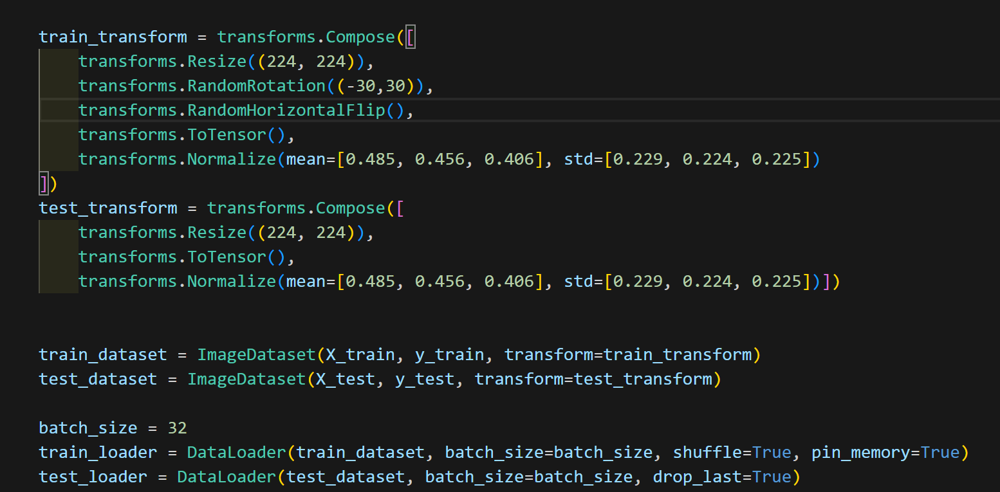 train_transform = transforms.Compose([
    transforms.Resize((224, 224)),
    transforms.RandomRotation((-30,30)),
    transforms.RandomHorizontalFlip(),
    transforms.ToTensor(),
    transforms.Normalize(mean=[0.485, 0.456, 0.406], std=[0.229, 0.224, 0.225])
])
test_transform = transforms.Compose([
    transforms.Resize((224, 224)),
    transforms.ToTensor(),
    transforms.Normalize(mean=[0.485, 0.456, 0.406], std=[0.229, 0.224, 0.225])])
train_dataset = ImageDataset(X_train, y_train, transform=train_transform)
test_dataset = ImageDataset(X_test, y_test, transform=test_transform)
batch_size = 32
train_loader = DataLoader(train_dataset, batch_size=batch_size, shuffle=True, pin_memory=True)
test_loader = DataLoader(test_dataset, batch_size=batch_size, drop_last=True)